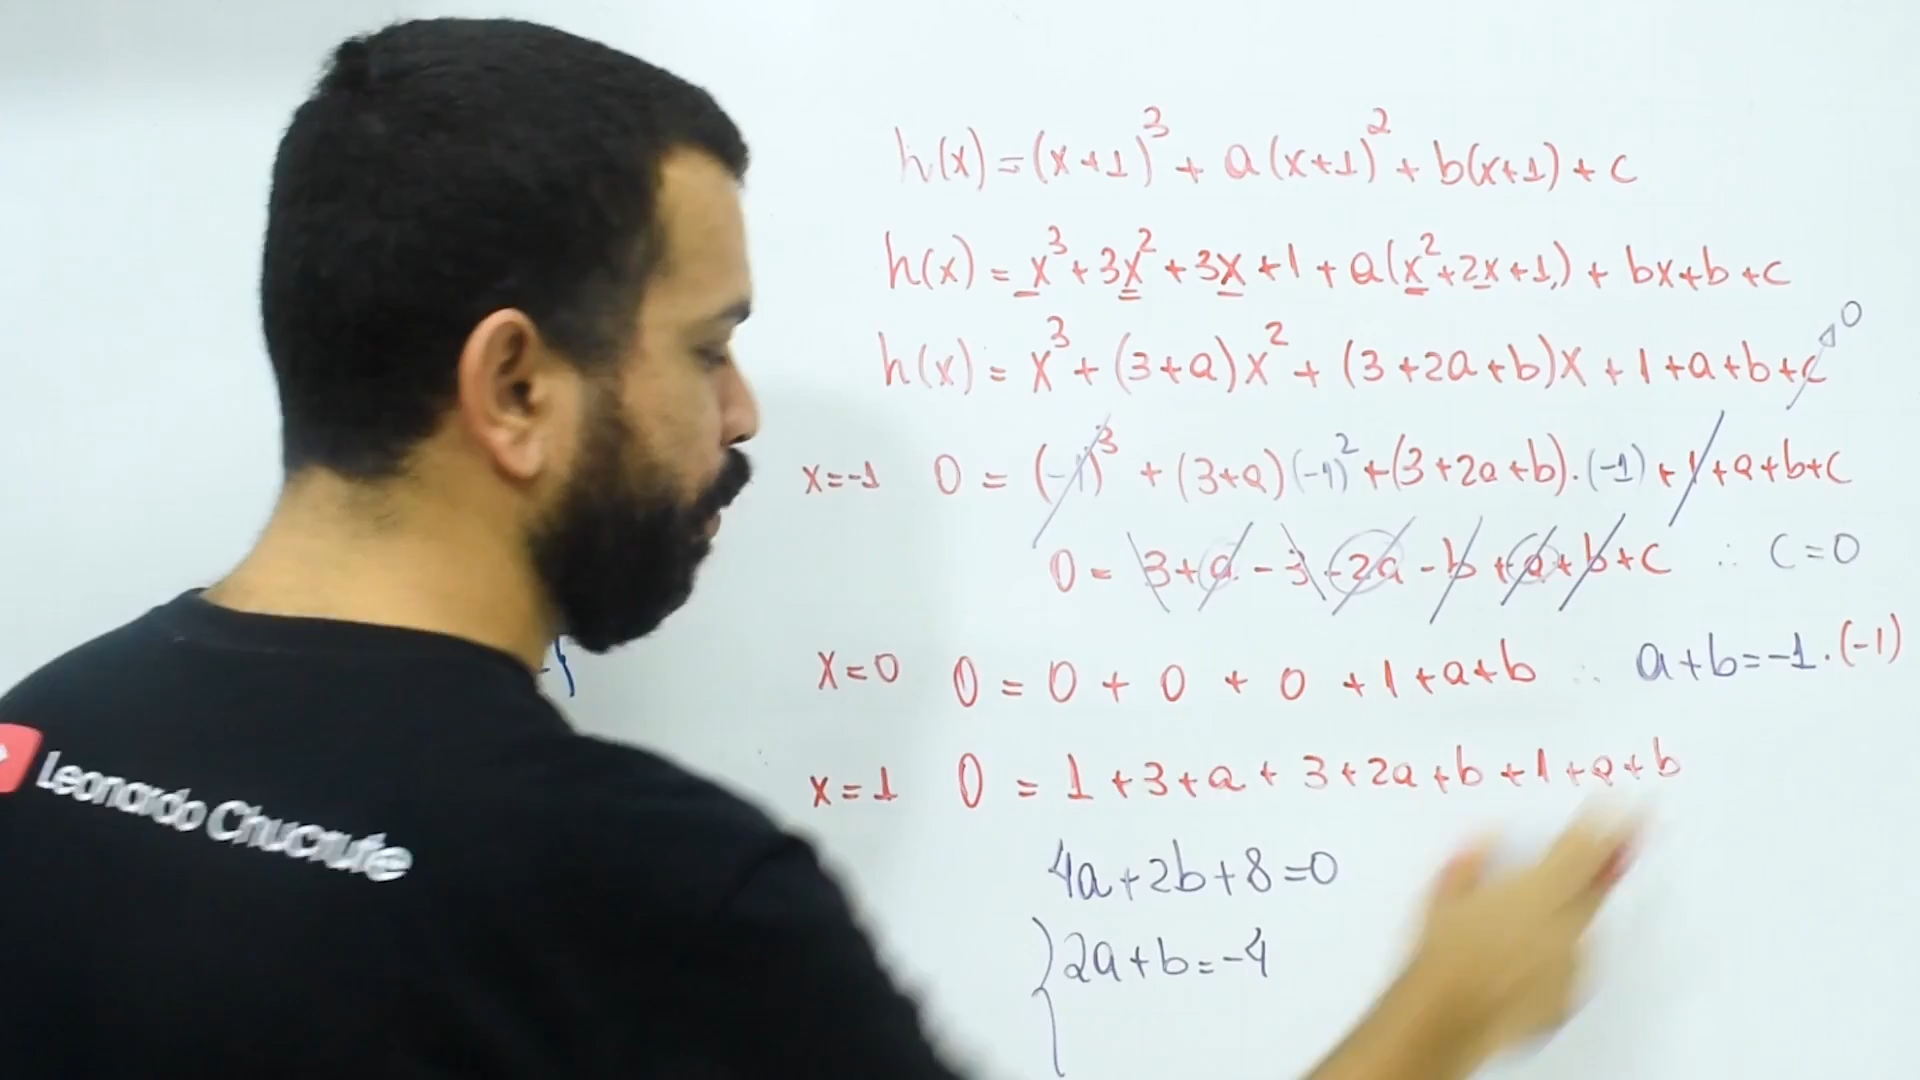 h(x) = (x+1)³ + a(x+1)² + b(x+1) + c
h(x) = x³ + 3x² + 3x + 1 + a(x² + 2x + 1) + bx + b + c
h(x) = x³ + (3+a)x² + (3+2a+b)x + 1 + a + b + c 0
x=-1 0 = (-1)³ + (3+a)(-1)² + (3+2a+b).(-1) + 1 + a + b + c
0 = 3 + a - 3 - 2a - b + a + b + c ∴ C=0
x=0 0 = 0 + 0 + 0 + 1 + a + b ∴ a+b=-1.(-1)
x=1 0 = 1 + 3 + a + 3 + 2a + b + 1 + a + b
4a+2b+8=0
2a+b=-4
Leonardo Chucrute